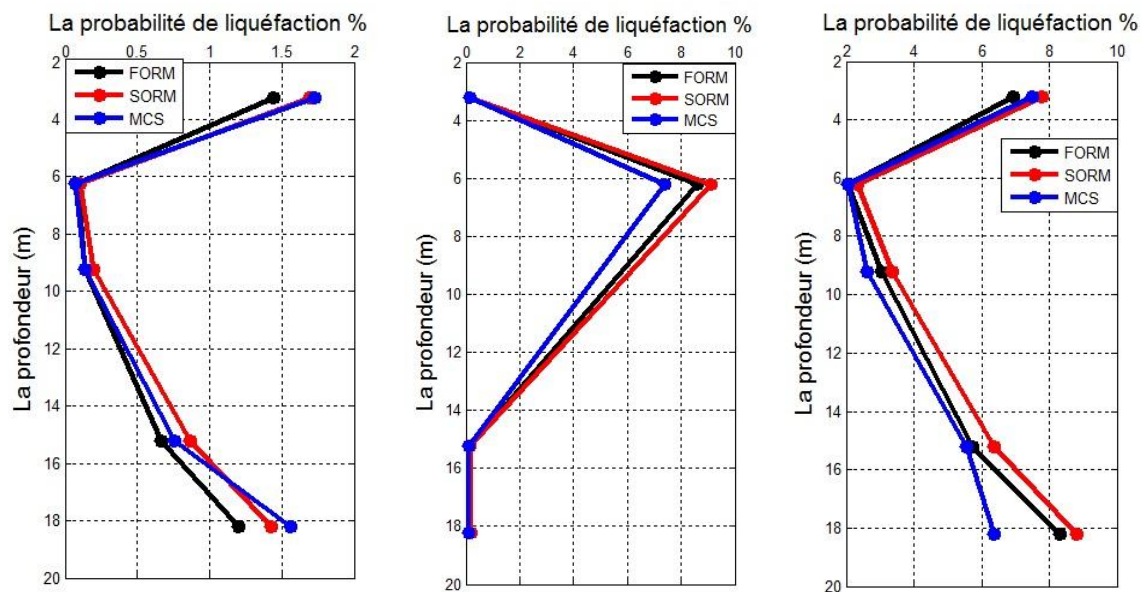 La probabilité de liquéfaction %
0 0.5 1 1.5 2
2
4
6
8
10
12
14
16
18
20
La profondeur (m)
FORM
SORM
MCS
La probabilité de liquéfaction %
0 2 4 6 8 10
2
4
6
8
10
12
14
16
18
20
La profondeur (m)
FORM
SORM
MCS
La probabilité de liquéfaction %
2 4 6 8 10
2
4
6
8
10
12
14
16
18
20
La profondeur (m)
FORM
SORM
MCS